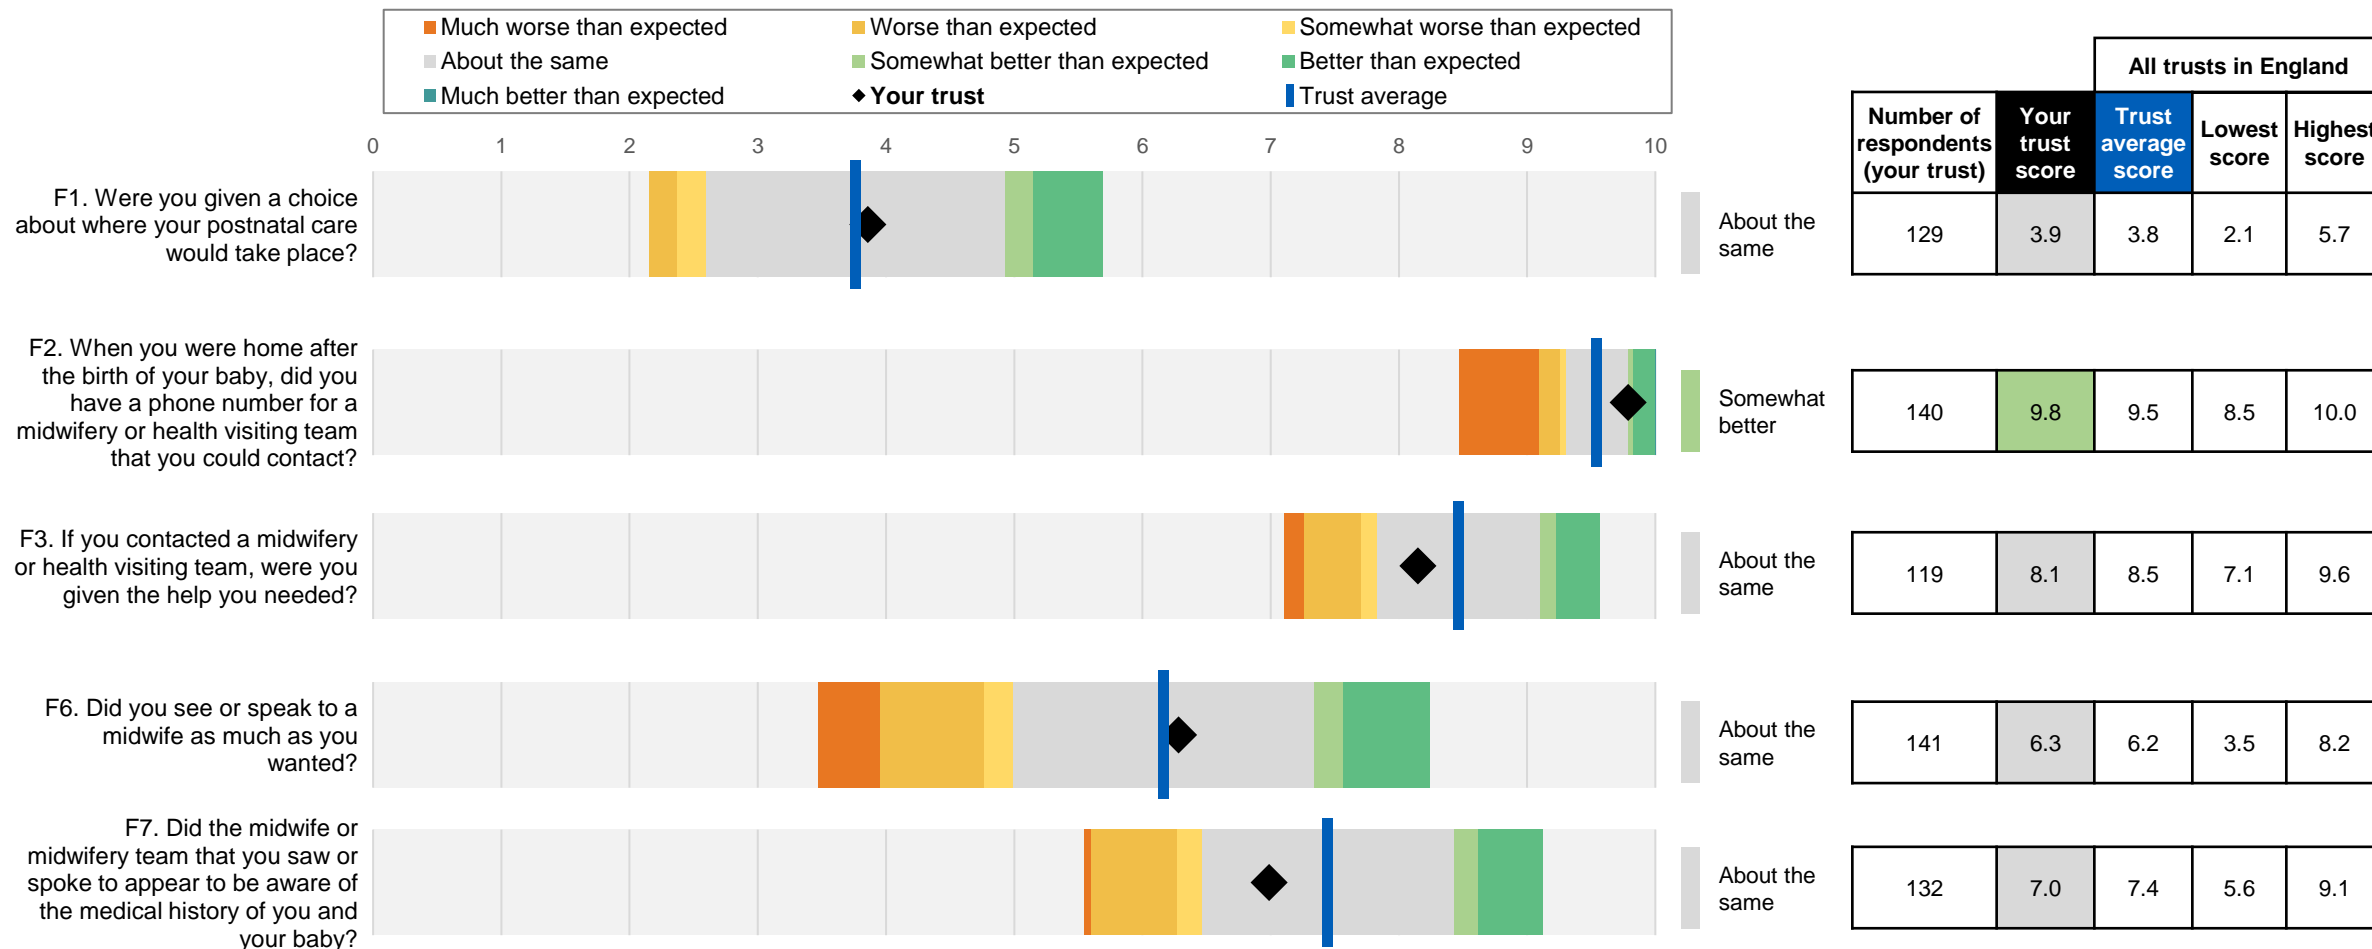 Much worse than expected
Worse than expected
Somewhat worse than expected
About the same
Somewhat better than expected
Better than expected
Much better than expected
Your trust
Trust average
All trusts in England
Number of
respondents
(your trust)
Your
trust
score
Trust
average
score
Lowest
score
Highest
score
0 1 2 3 4 5 6 7 8 9 10
F1. Were you given a choice
about where your postnatal care
would take place?
About the
same
129 3.9 3.8 2.1 5.7
F2. When you were home after
the birth of your baby, did you
have a phone number for a
midwifery or health visiting team
that you could contact?
Somewhat
better
140 9.8 9.5 8.5 10.0
F3. If you contacted a midwifery
or health visiting team, were you
given the help you needed?
About the
same
119 8.1 8.5 7.1 9.6
F6. Did you see or speak to a
midwife as much as you
wanted?
About the
same
141 6.3 6.2 3.5 8.2
F7. Did the midwife or
midwifery team that you saw or
spoke to appear to be aware of
the medical history of you and
your baby?
About the
same
132 7.0 7.4 5.6 9.1